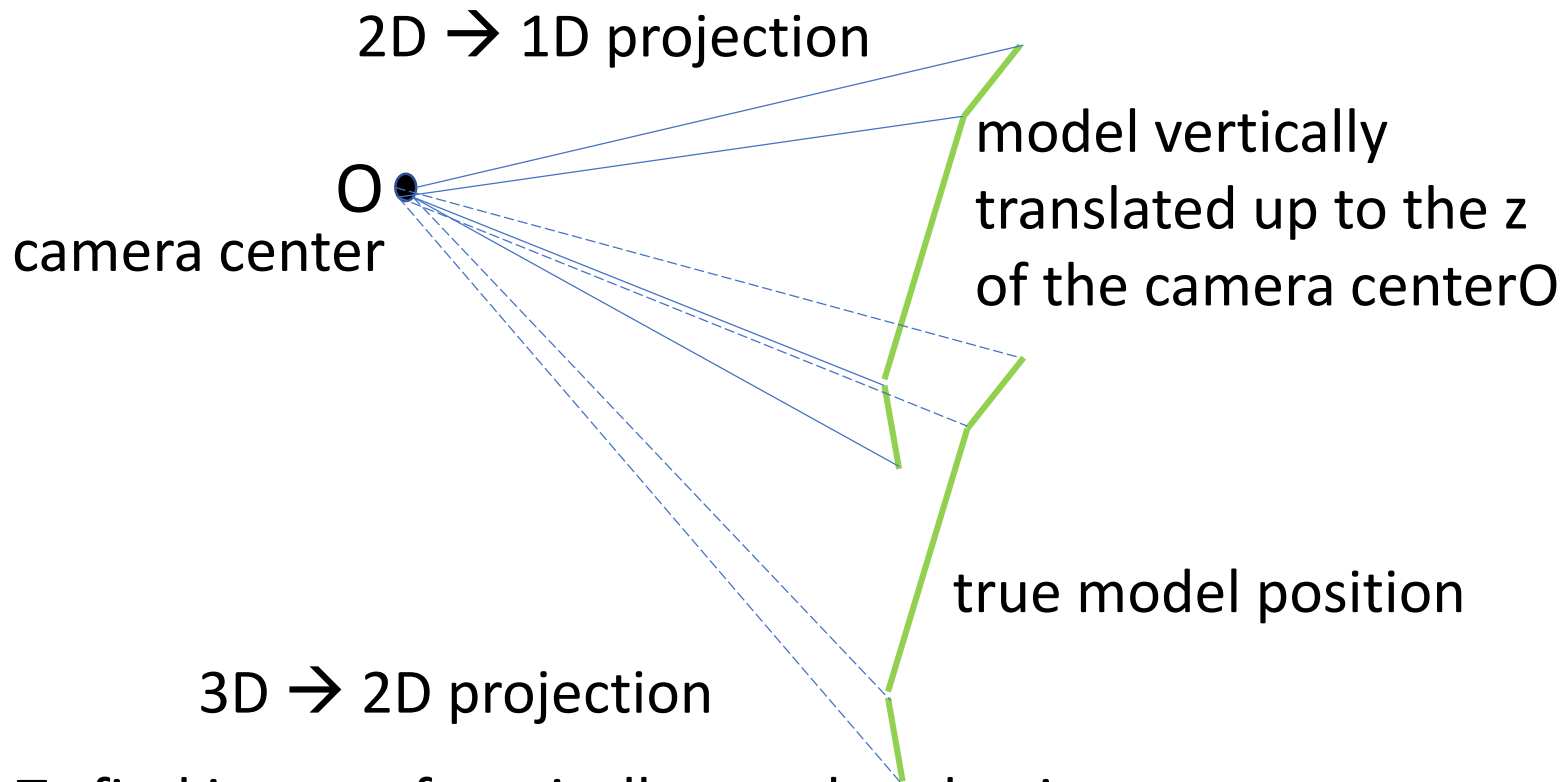 2D → 1D projection
model vertically
translated up to the z
of the camera centerO
O
camera center
true model position
3D → 2D projection